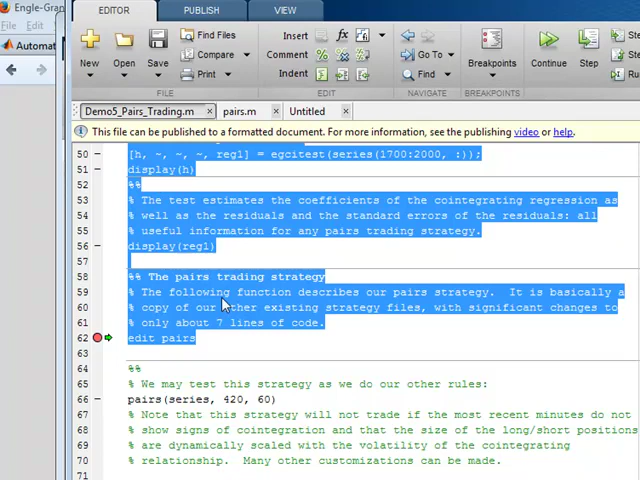 Engle-Gran
File Edit
Automat
EDITOR PUBLISH VIEW
New Open Save Find Files Compare Print
FILE
Insert fx
Comment
Indent
EDIT
Go To
Find
NAVIGATE
Breakpoints
BREAKPOINTS
Continue Step Ste
Ru
Demo5_Pairs_Trading.m × pairs.m × Untitled ×
This file can be published to a formatted document. For more information, see the publishing video or help.
50 – [h, ~, ~, ~, reg1] = egcitest(series(1700:2000, :));
51 – display(h)
52 %%
53 % The test estimates the coefficients of the cointegrating regression as
54 % well as the residuals and the standard errors of the residuals: all
55 % useful information for any pairs trading strategy.
56 – display(reg1)
57
58 %% The pairs trading strategy
59 % The following function describes our pairs strategy.  It is basically a
60 % copy of our other existing strategy files, with significant changes to
61 % only about 7 lines of code.
62 edit pairs
63
64 %%
65 % We may test this strategy as we do our other rules:
66 – pairs(series, 420, 60)
67 % Note that this strategy will not trade if the most recent minutes do not
68 % show signs of cointegration and that the size of the long/short positions
69 % are dynamically scaled with the volatility of the cointegrating
70 % relationship.  Many other customizations can be made.
71